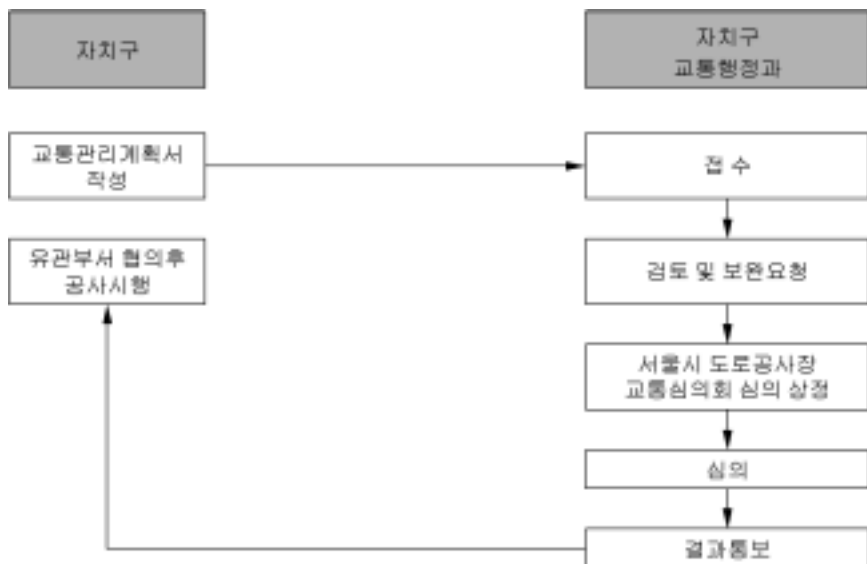 자치구
자치구
교통행정과
교통관리계획서
작성
접 수
유관부서 협의후
공사시행
검토 및 보완요청
서울시 도로공사장
교통심의회 심의 상정
심의
결과통보